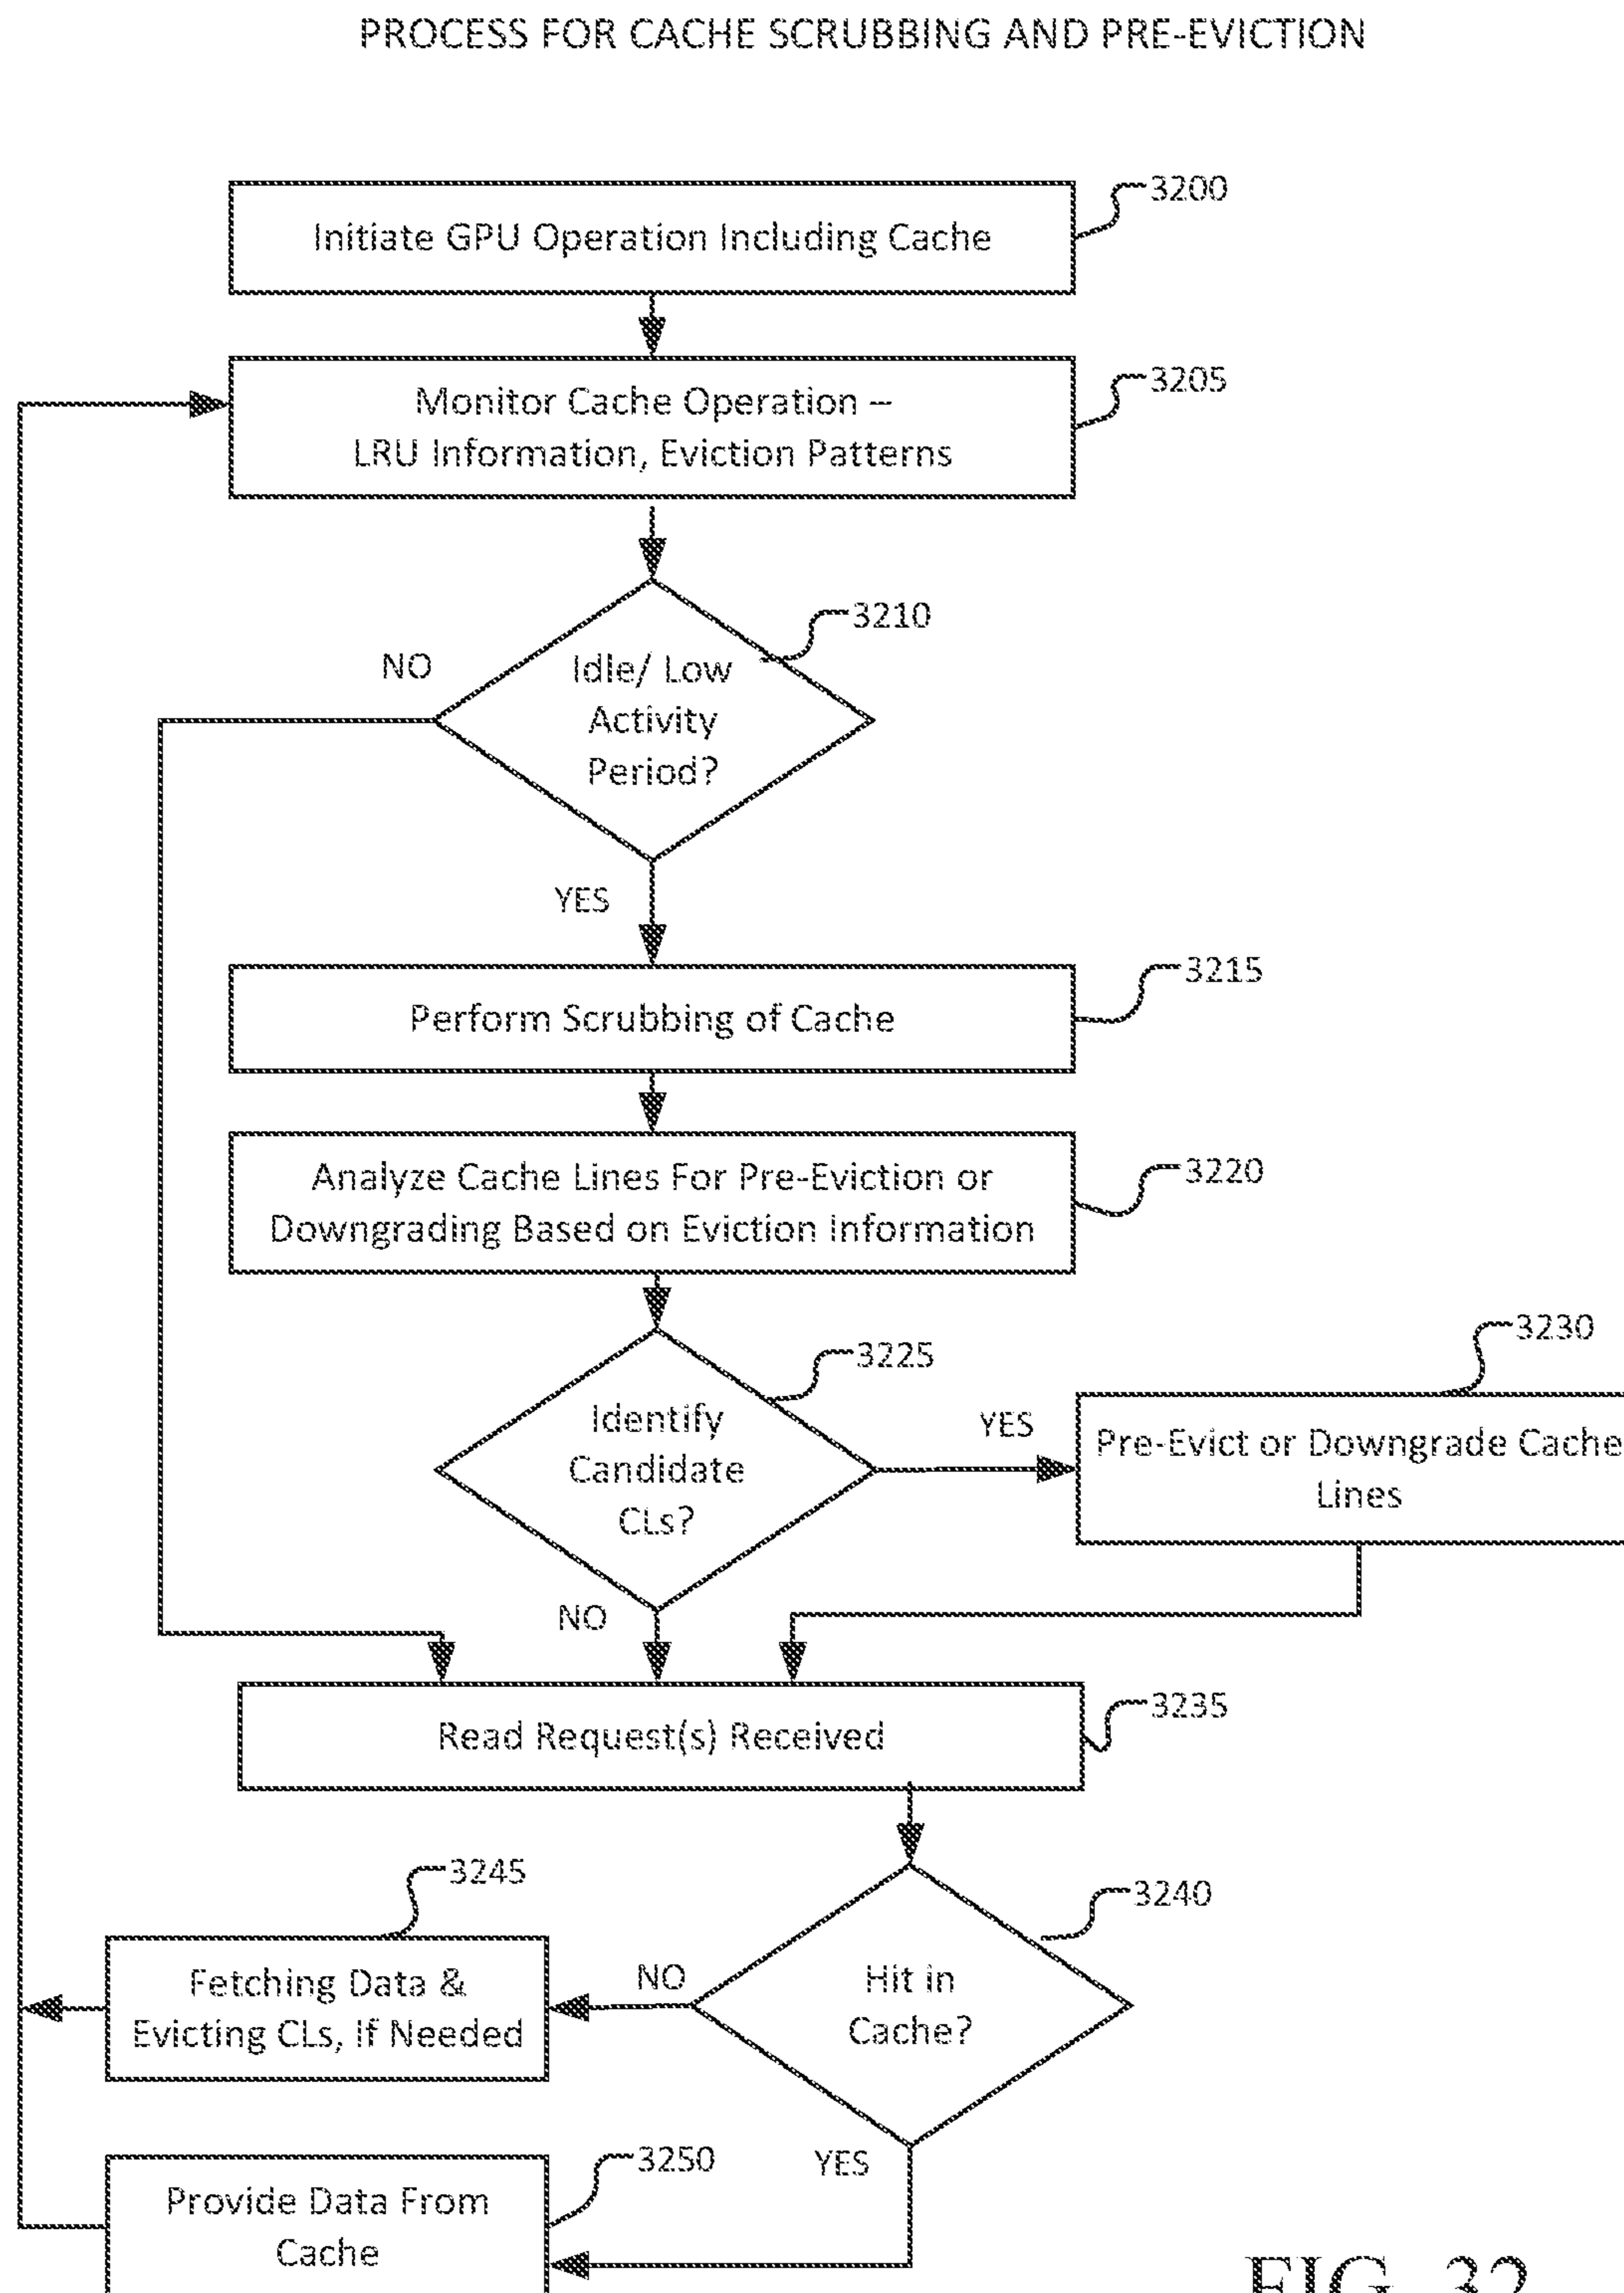 PROCESS FOR CACHE SCRUBBING AND PRE-EVICTION
3200
Initiate GPU Operation Including Cache
3205
Monitor Cache Operation –
LRU Information, Eviction Patterns
3210
NO
Idle/ Low
Activity
Period?
YES
3215
Perform Scrubbing of Cache
3220
Analyze Cache Lines For Pre-Eviction or
Downgrading Based on Eviction Information
3225
3230
Identify
Candidate
CLs?
YES
Pre-Evict or Downgrade Cache
Lines
NO
3235
Read Request(s) Received
3245
3240
Fetching Data &
Evicting CLs, If Needed
NO
Hit in
Cache?
3250
YES
Provide Data From
Cache
FIG. 32